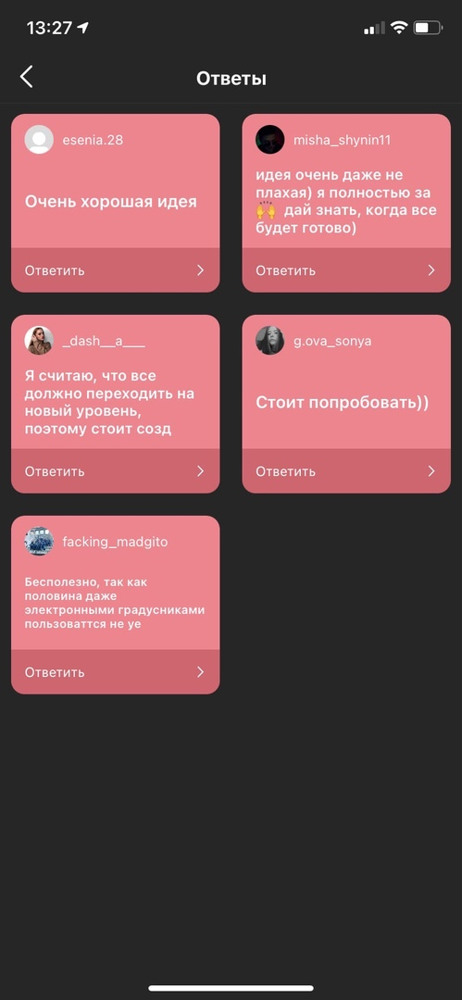 13:27
Ответы
esenia.28
Очень хорошая идея
Ответить
misha_shynin11
идея очень даже не
плахая) я полностью за
🙌 дай знать, когда все
будет готово)
Ответить
_dash__a___
Я считаю, что все
должно переходить на
новый уровень,
поэтому стоит созд
Ответить
g.ova_sonya
Стоит попробовать))
Ответить
facking_madgito
Бесполезно, так как
половина даже
электронными градусниками
пользоваттся не уе
Ответить